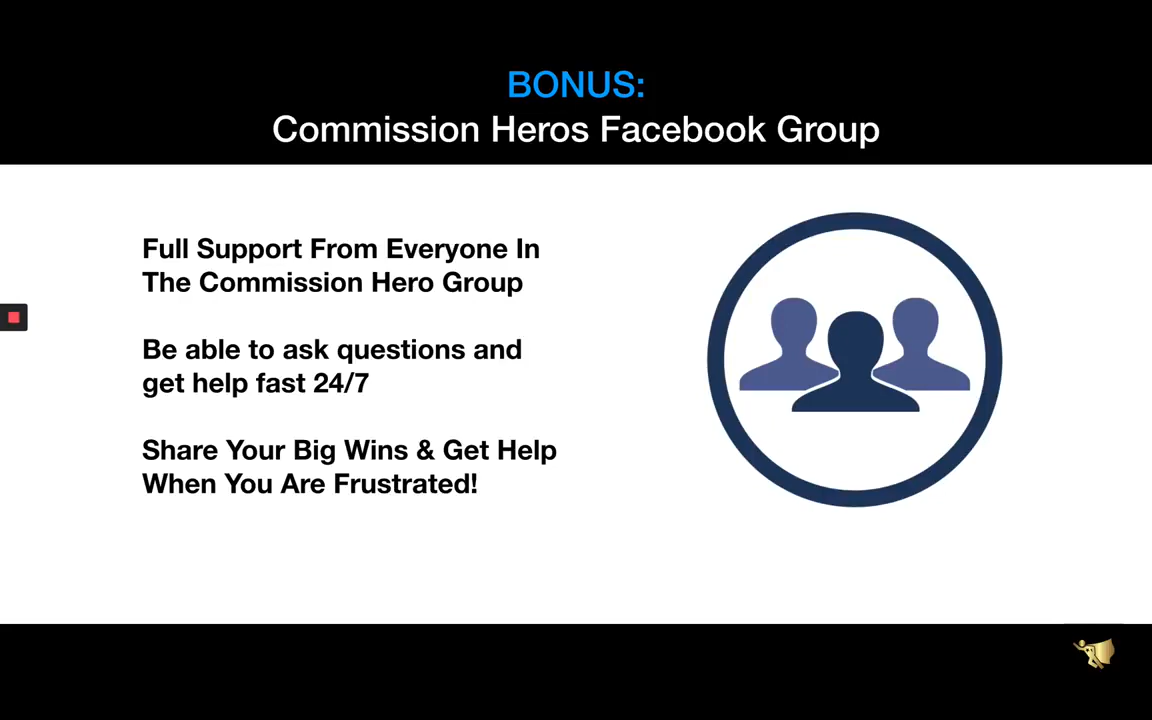 BONUS:
Commission Heros Facebook Group
Full Support From Everyone In
The Commission Hero Group
Be able to ask questions and
get help fast 24/7
Share Your Big Wins & Get Help
When You Are Frustrated!